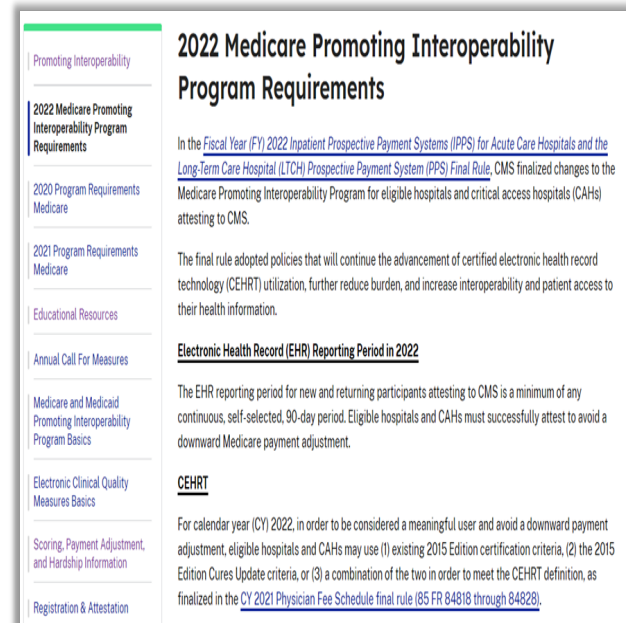 Promoting Interoperability
2022 Medicare Promoting
Interoperability Program
Requirements
2020 Program Requirements
Medicare
2021 Program Requirements
Medicare
Educational Resources
Annual Call For Measures
Medicare and Medicaid
Promoting Interoperability
Program Basics
Electronic Clinical Quality
Measures Basics
Scoring, Payment Adjustment,
and Hardship Information
Registration & Attestation
2022 Medicare Promoting Interoperability
Program Requirements
In the Fiscal Year (FY) 2022 Inpatient Prospective Payment Systems (IPPS) for Acute Care Hospitals and the
Long-Term Care Hospital (LTCH) Prospective Payment System (PPS) Final Rule, CMS finalized changes to the
Medicare Promoting Interoperability Program for eligible hospitals and critical access hospitals (CAHs)
attesting to CMS.
The final rule adopted policies that will continue the advancement of certified electronic health record
technology (CEHRT) utilization, further reduce burden, and increase interoperability and patient access to
their health information.
Electronic Health Record (EHR) Reporting Period in 2022
The EHR reporting period for new and returning participants attesting to CMS is a minimum of any
continuous, self-selected, 90-day period. Eligible hospitals and CAHs must successfully attest to avoid a
downward Medicare payment adjustment.
CEHRT
For calendar year (CY) 2022, in order to be considered a meaningful user and avoid a downward payment
adjustment, eligible hospitals and CAHs may use (1) existing 2015 Edition certification criteria, (2) the 2015
Edition Cures Update criteria, or (3) a combination of the two in order to meet the CEHRT definition, as
finalized in the CY 2021 Physician Fee Schedule final rule (85 FR 84818 through 84828).